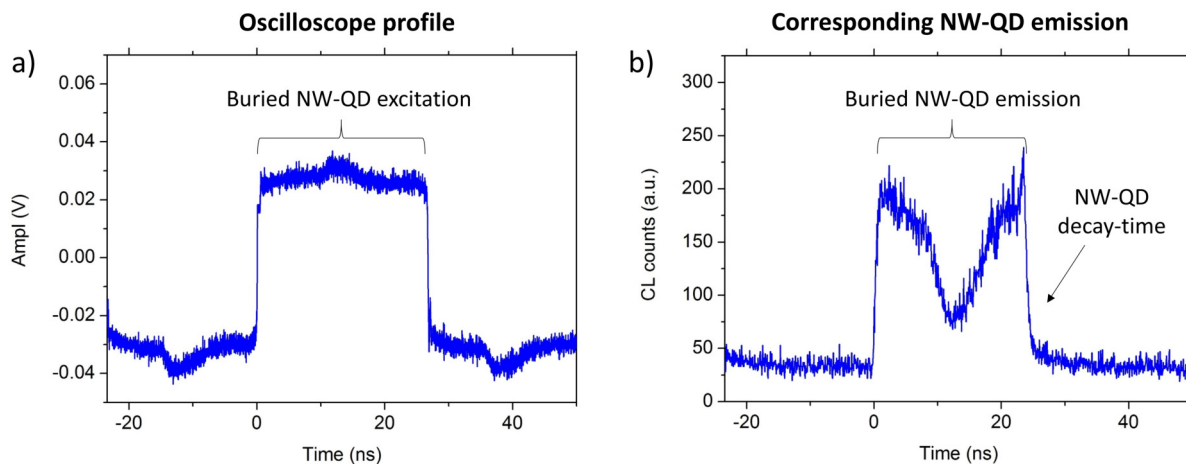 Oscilloscope profile
a)
0.06
0.04
0.02
0.00
-0.02
-0.04
Ampl (V)
Buried NW-QD excitation
-20
0
20
40
Time (ns)
Corresponding NW-QD emission
b)
300
250
200
150
100
50
0
CL counts (a.u.)
Buried NW-QD emission
NW-QD
decay-time
-20
0
20
40
Time (ns)